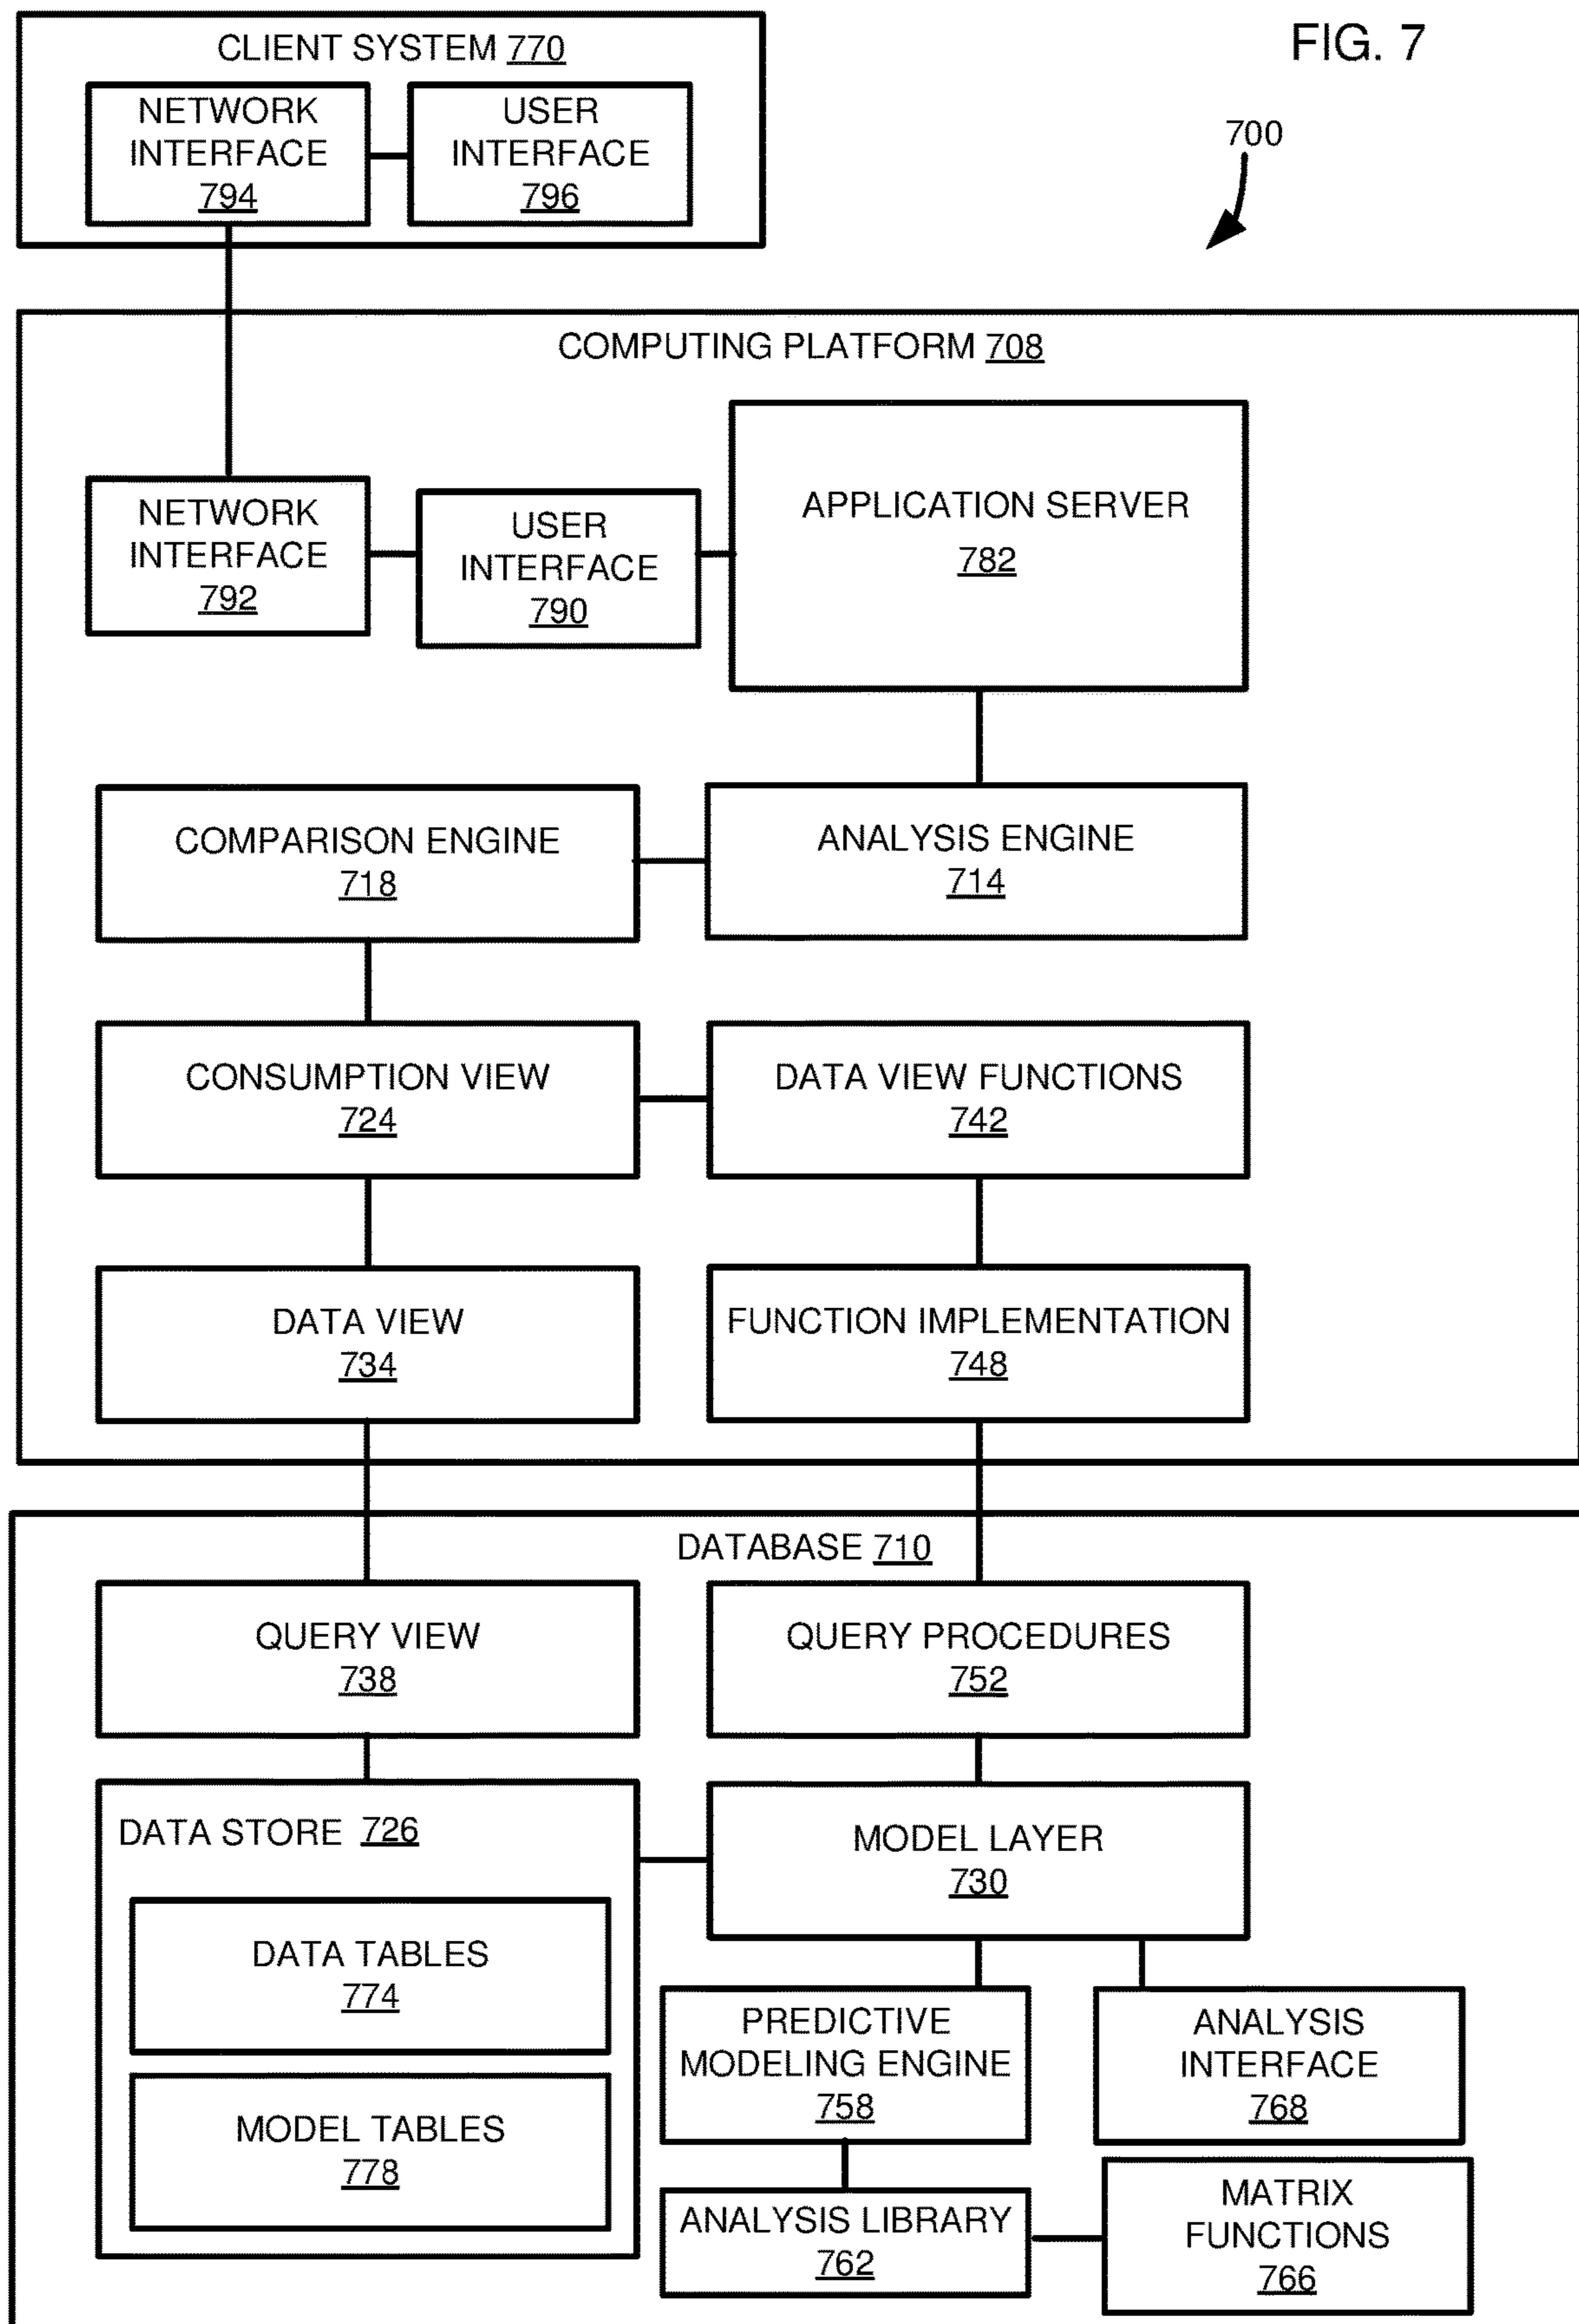 FIG. 7
700
CLIENT SYSTEM 770
NETWORK
INTERFACE
794
USER
INTERFACE
796
COMPUTING PLATFORM 708
NETWORK
INTERFACE
792
USER
INTERFACE
790
APPLICATION SERVER
782
COMPARISON ENGINE
718
ANALYSIS ENGINE
714
CONSUMPTION VIEW
724
DATA VIEW FUNCTIONS
742
DATA VIEW
734
FUNCTION IMPLEMENTATION
748
DATABASE 710
QUERY VIEW
738
QUERY PROCEDURES
752
DATA STORE 726
MODEL LAYER
730
DATA TABLES
774
MODEL TABLES
778
PREDICTIVE
MODELING ENGINE
758
ANALYSIS
INTERFACE
768
ANALYSIS LIBRARY
762
MATRIX
FUNCTIONS
766